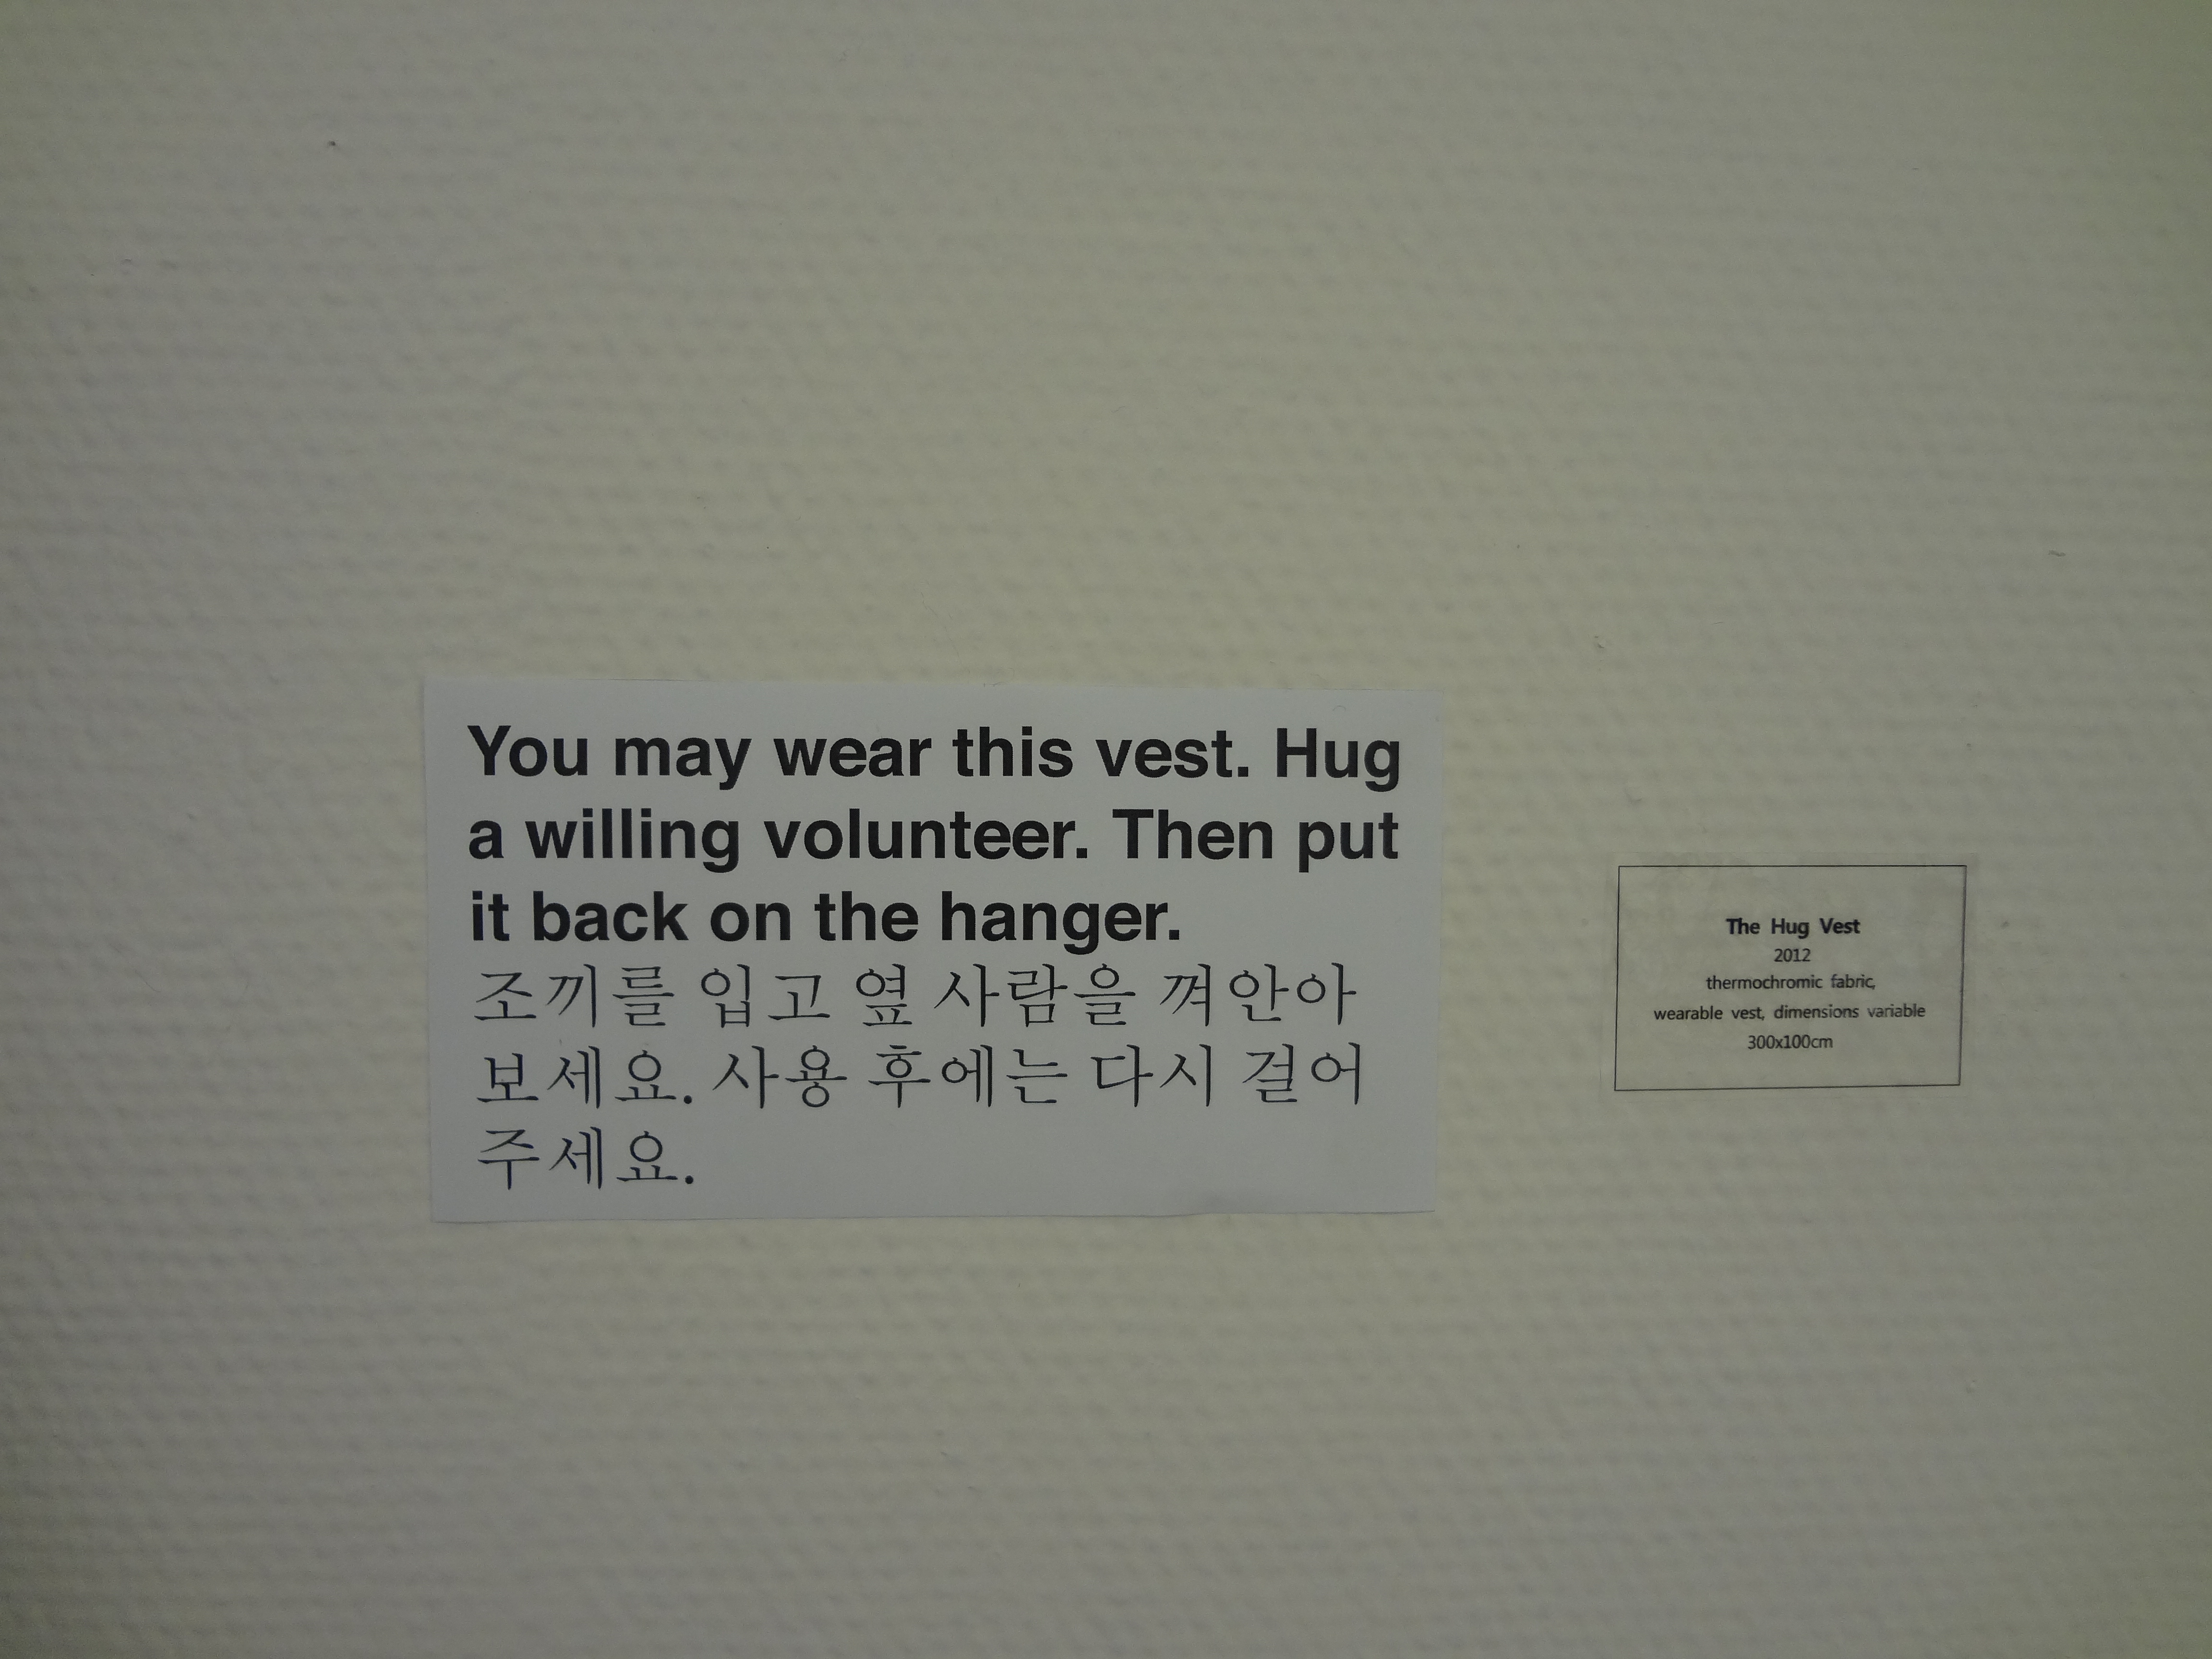 You may wear this vest. Hug
a willing volunteer. Then put
it back on the hanger.
조끼를 입고 옆 사람을 껴안아
보세요. 사용 후에는 다시 걸어
주세요.
The Hug Vest
2012
thermochromic fabric,
wearable vest, dimensions variable
300x100cm